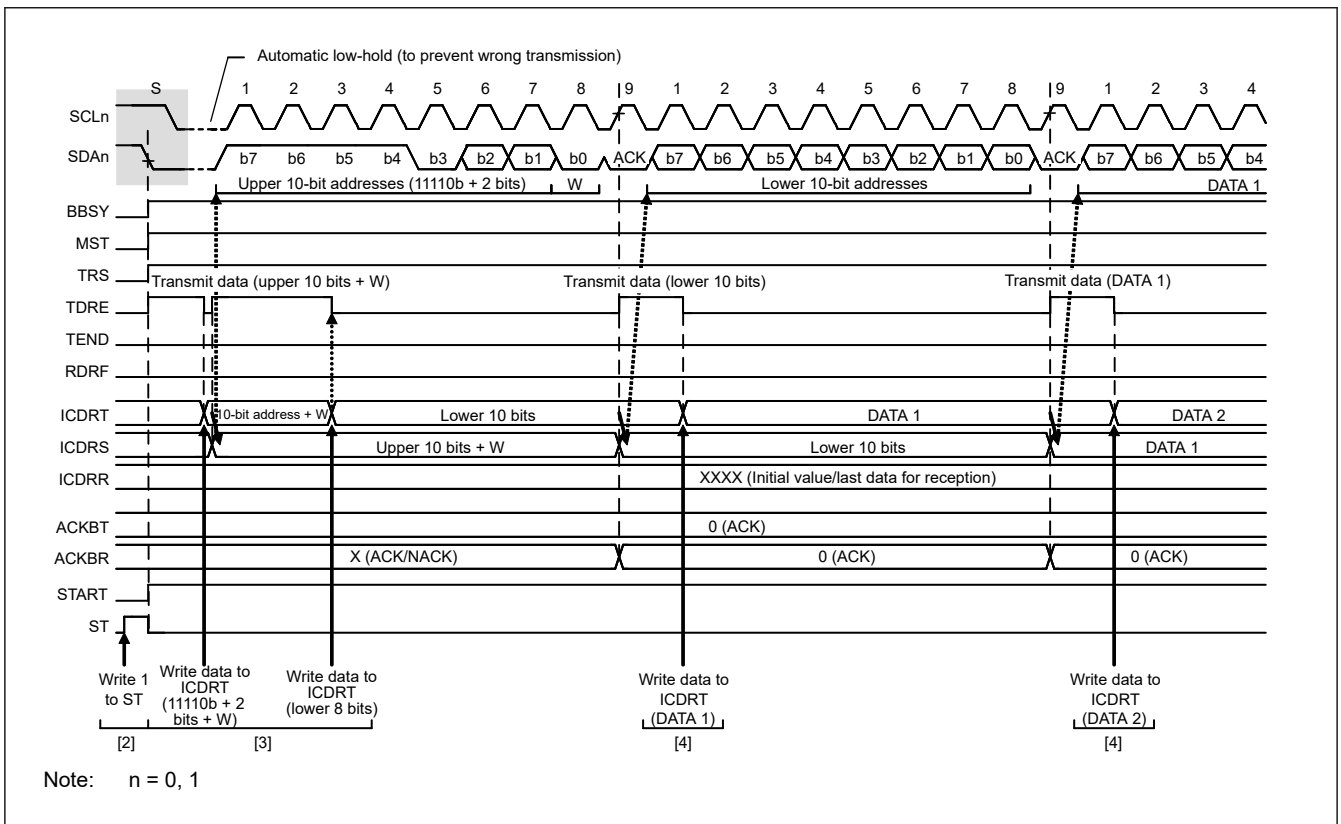 Automatic low-hold (to prevent wrong transmission)
S 1 2 3 4 5 6 7 8 9 1 2 3 4 5 6 7 8 9 1 2 3 4
SCLn
SDAn b7 b6 b5 b4 b3 b2 b1 b0 ACK b7 b6 b5 b4 b3 b2 b1 b0 ACK b7 b6 b5 b4
Upper 10-bit addresses (11110b + 2 bits) W Lower 10-bit addresses DATA 1
BBSY
MST
TRS
Transmit data (upper 10 bits + W) Transmit data (lower 10 bits) Transmit data (DATA 1)
TDRE
TEND
RDRF
ICDRT 10-bit address + W Lower 10 bits DATA 1 DATA 2
ICDRS Upper 10 bits + W Lower 10 bits DATA 1
ICDRR XXXX (Initial value/last data for reception)
ACKBT 0 (ACK)
ACKBR X (ACK/NACK) 0 (ACK) 0 (ACK)
START
ST
Write 1
to ST
Write data to
ICDRT
(11110b + 2
bits + W)
Write data to
ICDRT
(lower 8 bits)
Write data to
ICDRT
(DATA 1)
Write data to
ICDRT
(DATA 2)
[2] [3] [4] [4]
Note: n = 0, 1